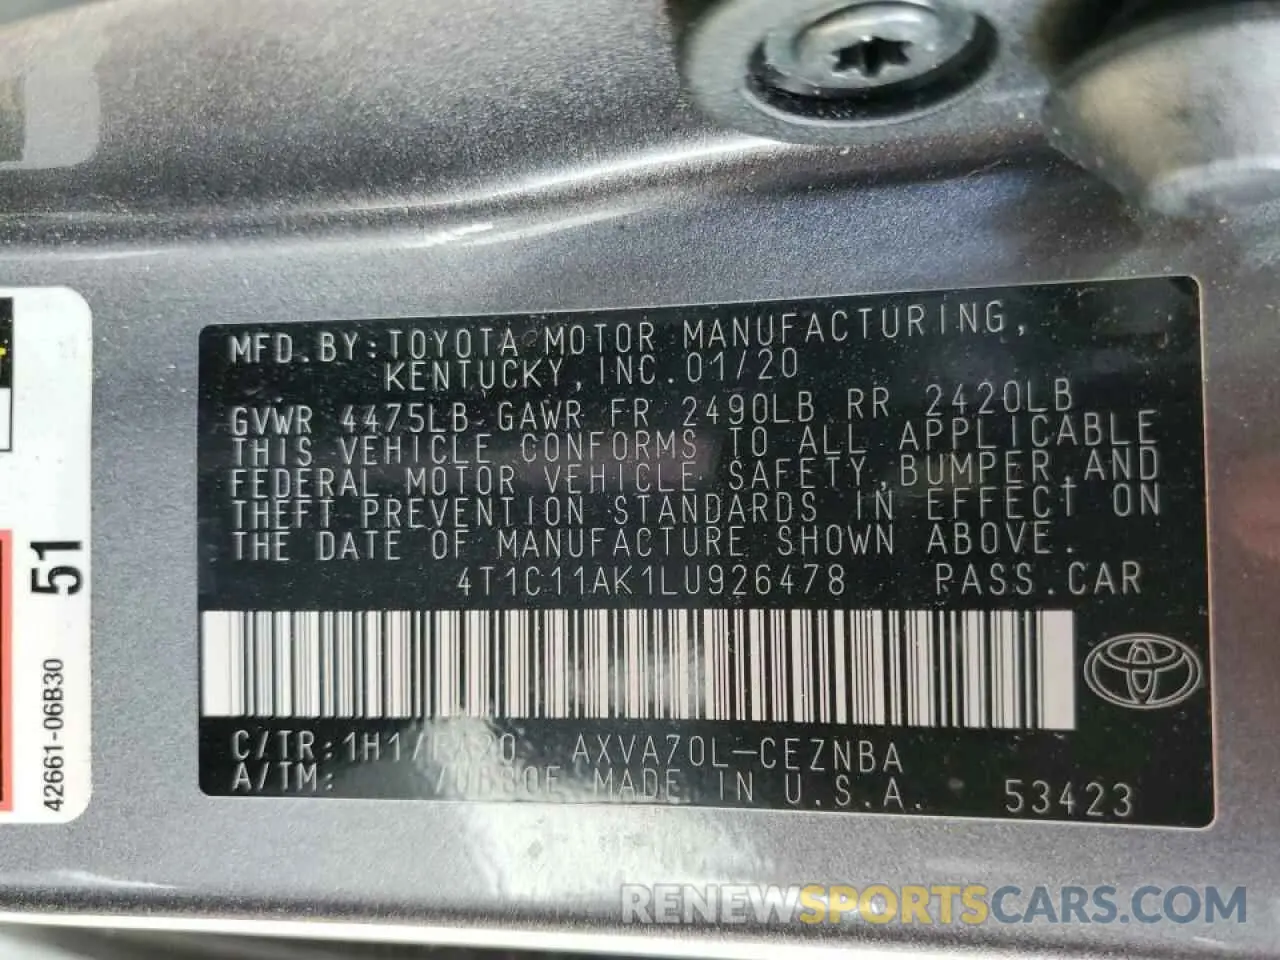 MFD.BY:TOYOTA MOTOR MANUFACTURING,
KENTUCKY,INC.01/20
GVWR 4475LB GAWR FR 2490LB RR 2420LB
THIS VEHICLE CONFORMS TO ALL APPLICABLE
FEDERAL MOTOR VEHICLE SAFETY,BUMPER,AND
THEFT PREVENTION STANDARDS IN EFFECT ON
THE DATE OF MANUFACTURE SHOWN ABOVE.
4T1C11AK1LU926478 PASS.CAR
C/TR:1H1/ AXVA70L-CEZNBA
A/TM: MADE IN U.S.A. 53423
51
42661-06B30
RENEWSPORTSCARS.COM